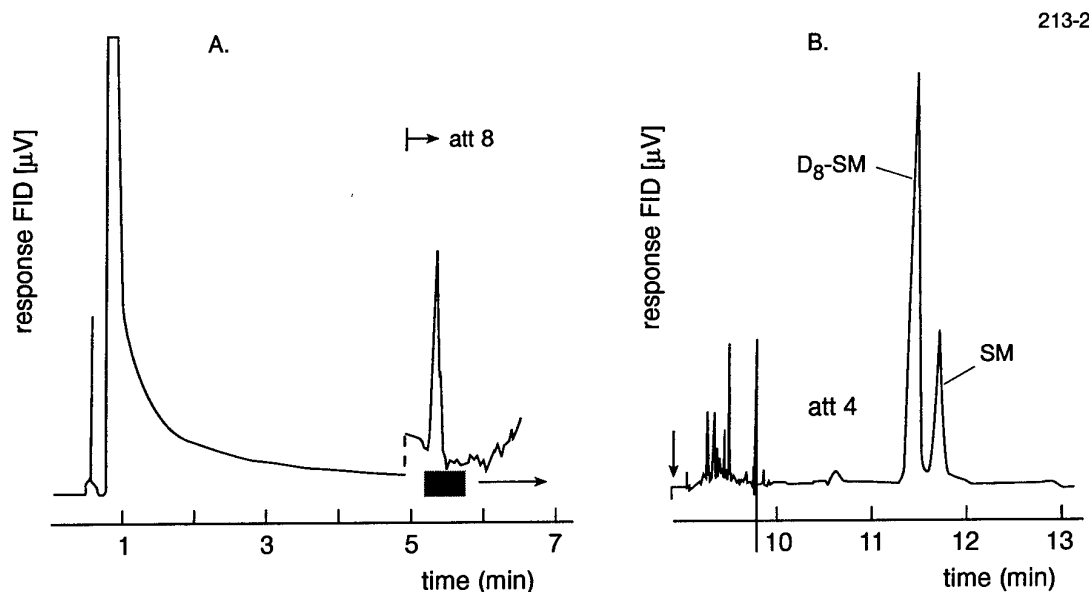 213-2
A.
att 8
response FID [µV]
1 3 5 7
time (min)
B.
D8-SM
SM
att 4
response FID [µV]
10 11 12 13
time (min)